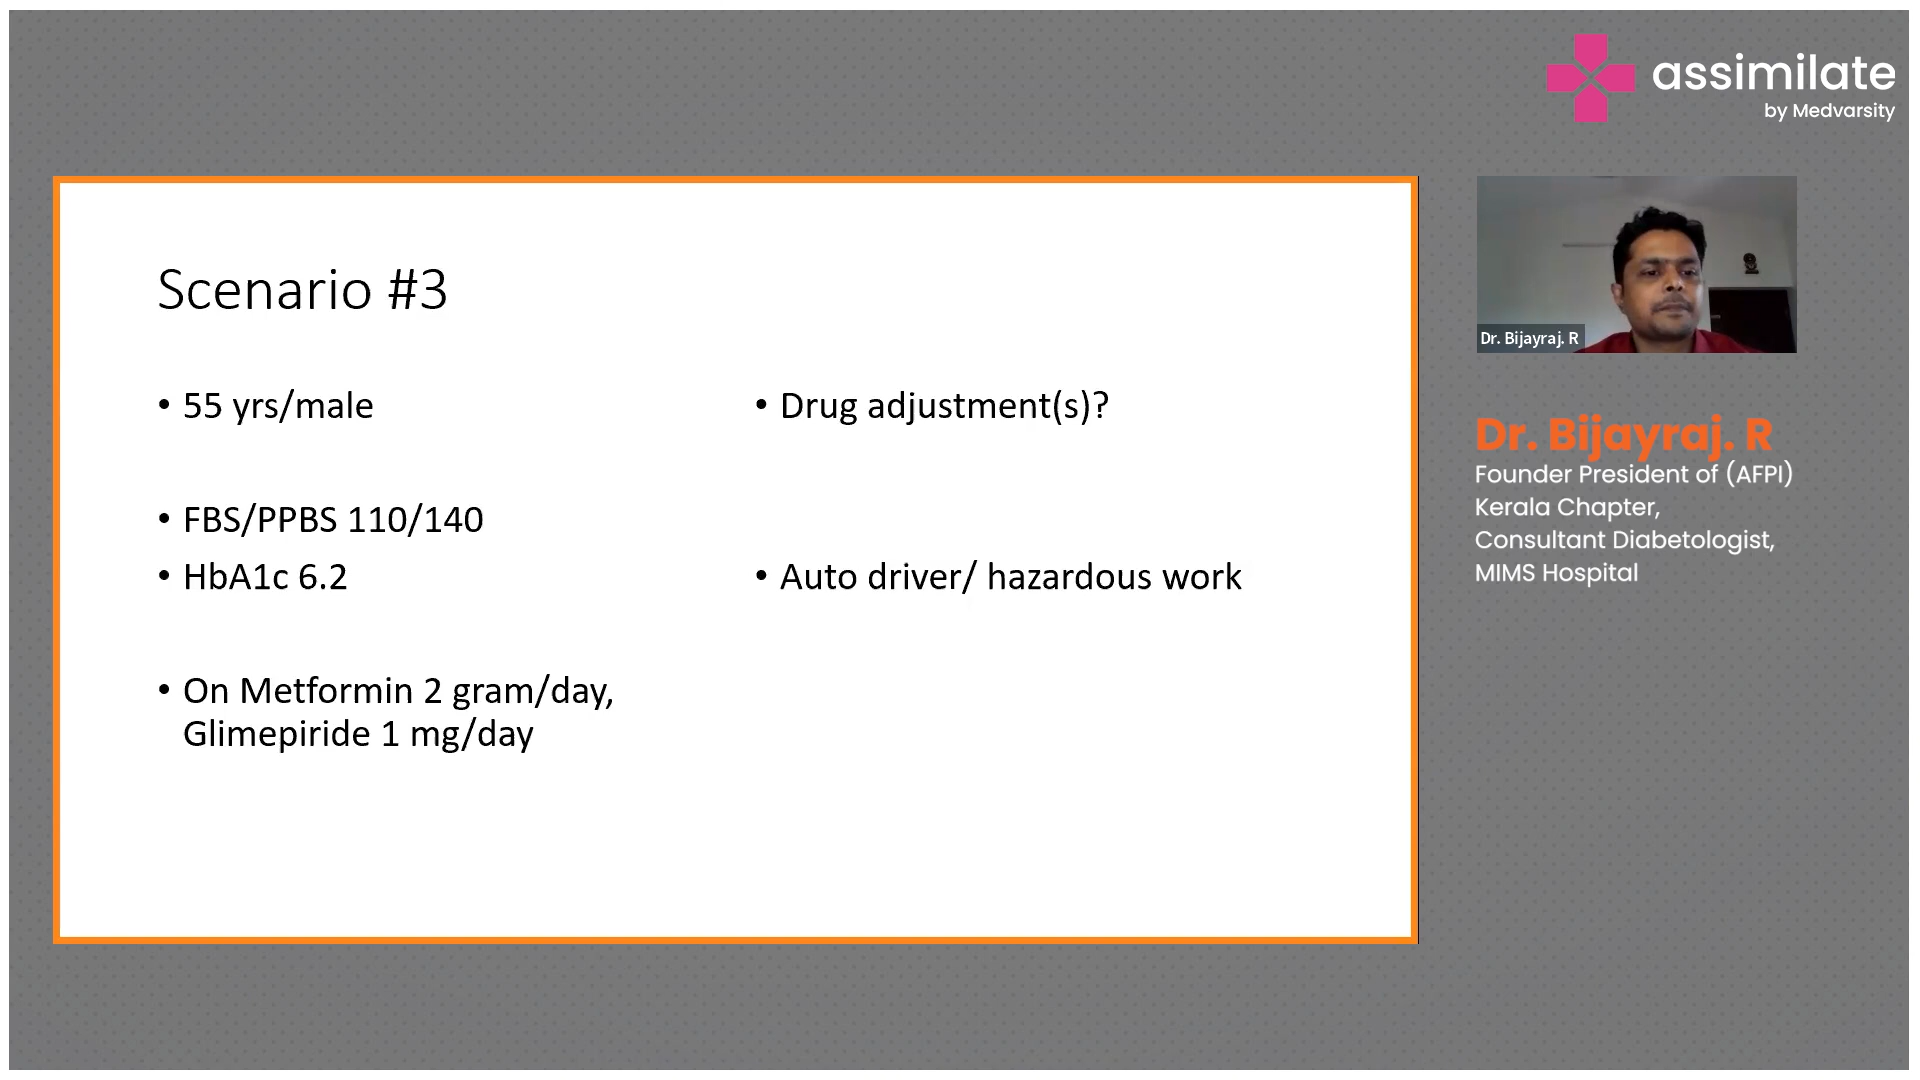 assimilate
by Medvarsity
Scenario #3
• 55 yrs/male
• FBS/PPBS 110/140
• HbA1c 6.2
• On Metformin 2 gram/day,
Glimepiride 1 mg/day
• Drug adjustment(s)?
• Auto driver/ hazardous work
Dr. Bijayraj. R
Dr. Bijayraj. R
Founder President of (AFPI)
Kerala Chapter,
Consultant Diabetologist,
MIMS Hospital